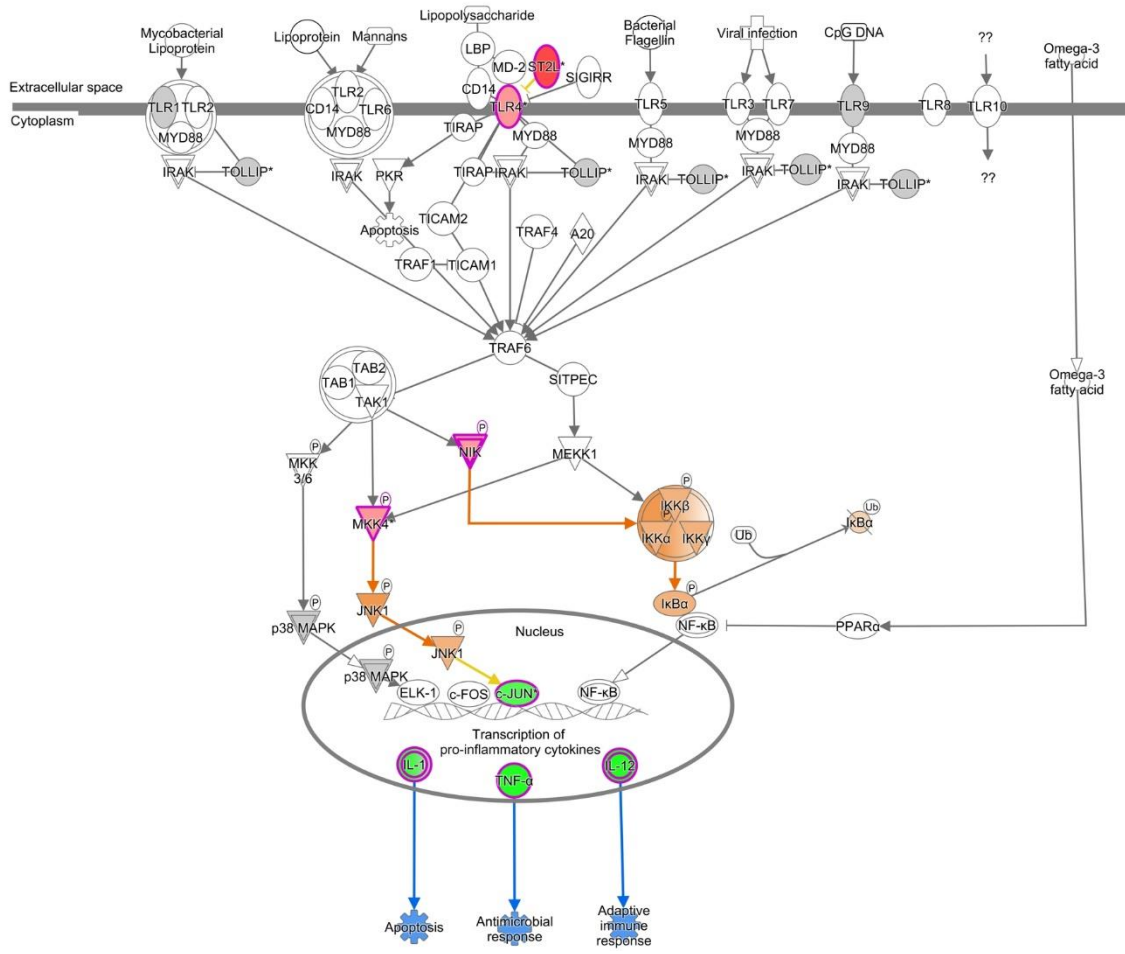 Lipopolysaccharide
Mycobacterial
Lipoprotein
Lipoprotein
Mannans
LBP
MD-2
ST2L*
SIGIRR
Bacterial
Flagellin
Viral infection
CpG DNA
??
Omega-3
fatty acid
Extracellular space
Cytoplasm
TLR1
TLR2
MYD88
CD14
TLR2
TLR6
MYD88
CD14
TLR4*
TLR5
TLR3
TLR7
TLR9
TLR8
TLR10
TIRAP
MYD88
MYD88
MYD88
MYD88
IRAK
TOLLIP*
IRAK
PKR
TIRAP
IRAK
TOLLIP*
IRAK
TOLLIP*
IRAK
TOLLIP*
IRAK
TOLLIP*
??
Apoptosis
TICAM2
TRAF4
A20
TRAF1
TICAM1
TRAF6
TAB2
TAB1
TAK1
SITPEC
Omega-3
fatty acid
P
MKK
3/6
P
NIK
MEKK1
P
MKK4*
P
IKKβ
P
IKKα
IKKγ
Ub
Ub
IκBα
P
JNK1
P
IκBα
P
p38 MAPK
NF-κB
PPARα
Nucleus
P
JNK1
P
p38 MAPK
ELK-1
c-FOS
c-JUN*
NF-κB
Transcription of
pro-inflammatory cytokines
IL-1
TNF-α
IL-12
Apoptosis
Antimicrobial
response
Adaptive
immune
response